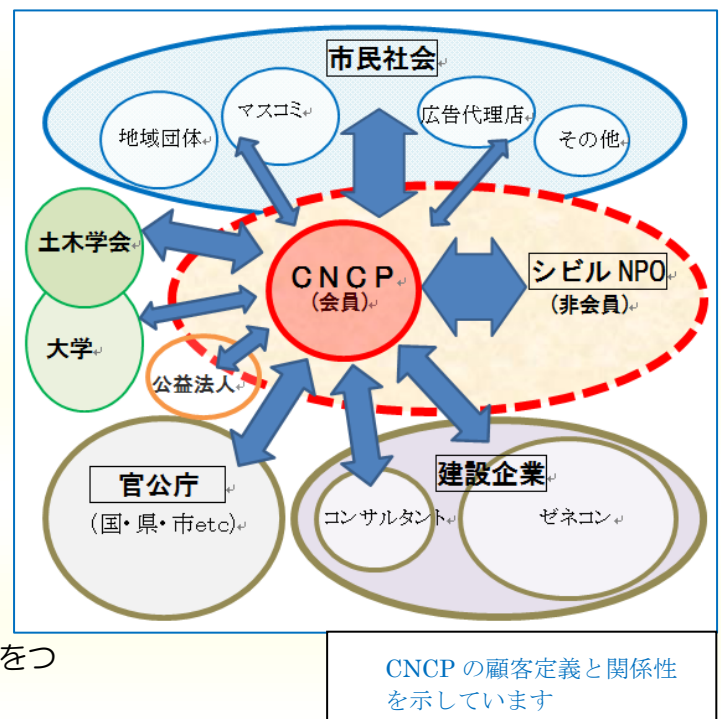 市民社会
マスコミ
広告代理店
地域団体
その他
土木学会
CNCP
(会員)
シビル NPO
(非会員)
大学
公益法人
官公庁
(国・県・市etc)
建設企業
コンサルタント
ゼネコン
をつ
CNCP の顧客定義と関係性
を示しています